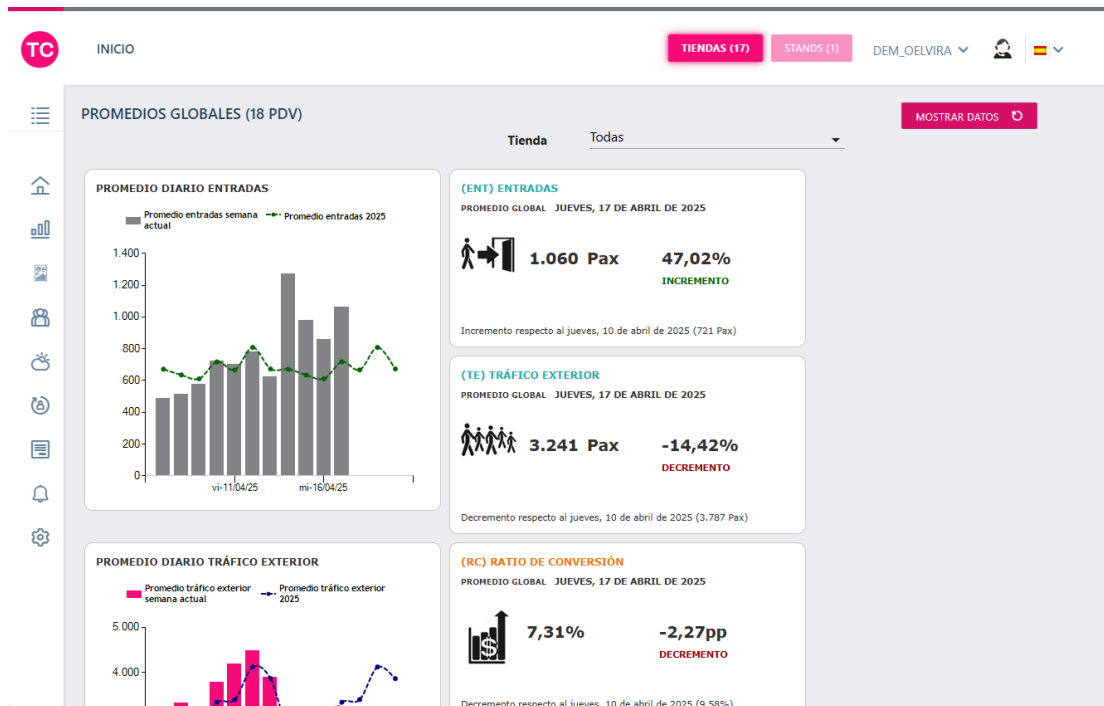 TC
INICIO
TIENDAS (17)
STANDS (1)
DEM_OELVIRA
PROMEDIOS GLOBALES (18 PDV)
MOSTRAR DATOS
Tienda
Todas
PROMEDIO DIARIO ENTRADAS
Promedio entradas semana
actual
Promedio entradas 2025
1.400
1.200
1.000
800
600
400
200
0
vi-11/04/25
mi-16/04/25
(ENT) ENTRADAS
PROMEDIO GLOBAL JUEVES, 17 DE ABRIL DE 2025
1.060 Pax
47,02%
INCREMENTO
Incremento respecto al jueves, 10 de abril de 2025 (721 Pax)
(TE) TRÁFICO EXTERIOR
PROMEDIO GLOBAL JUEVES, 17 DE ABRIL DE 2025
3.241 Pax
-14,42%
DECREMENTO
Decremento respecto al jueves, 10 de abril de 2025 (3.787 Pax)
PROMEDIO DIARIO TRÁFICO EXTERIOR
Promedio tráfico exterior
semana actual
Promedio tráfico exterior
2025
5.000
4.000
(RC) RATIO DE CONVERSIÓN
PROMEDIO GLOBAL JUEVES, 17 DE ABRIL DE 2025
7,31%
-2,27pp
DECREMENTO
Decremento respecto al jueves, 10 de abril de 2025 (9,58%)